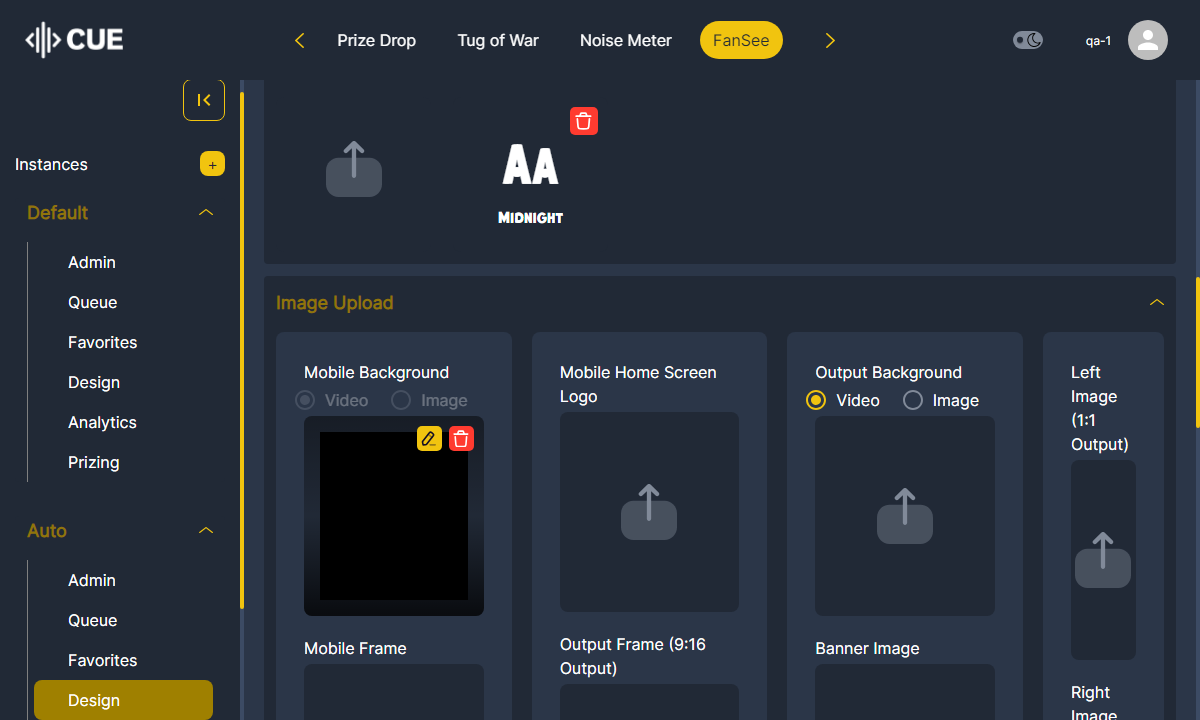 CUE
Prize Drop
Tug of War
Noise Meter
FanSee
qa-1
Instances
+
Default
Admin
Queue
Favorites
Design
Analytics
Prizing
Auto
Admin
Queue
Favorites
Design
AA
MIDNIGHT
Image Upload
Mobile Background
Video
Image
Mobile Frame
Mobile Home Screen
Logo
Output Frame (9:16
Output)
Output Background
Video
Image
Banner Image
Left
Image
(1:1
Output)
Right
Image